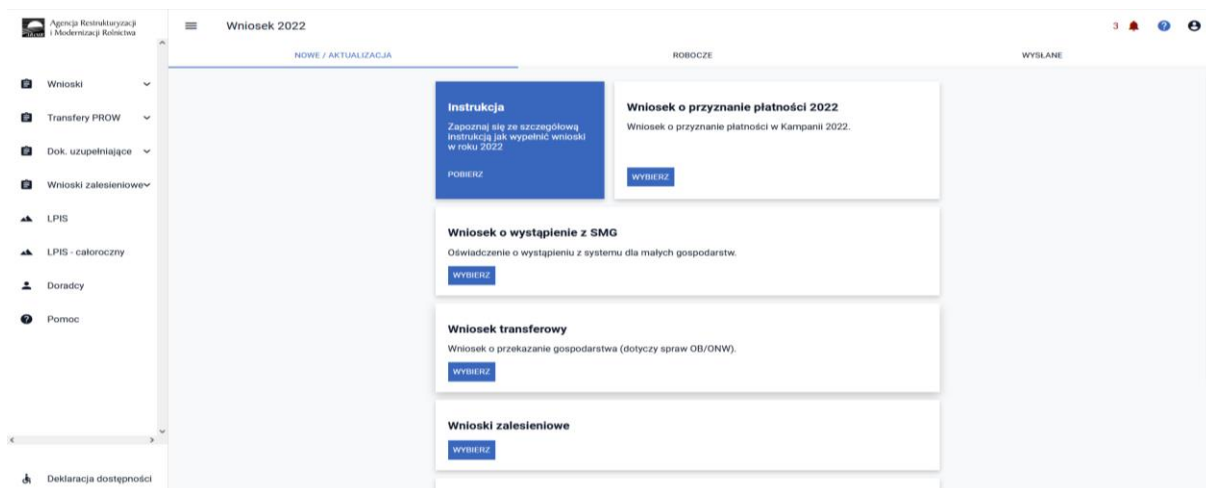 Agencja Restrukturyzacji
i Modernizacji Rolnictwa
Wniosek 2022
3
NOWE / AKTUALIZACJA
ROBOCZE
WYSŁANE
Wnioski
Transfery PROW
Dok. uzupełniające
Wnioski zalesieniowe
LPIS
LPIS - całoroczny
Doradcy
Pomoc
Deklaracja dostępności
Instrukcja
Zapoznaj się ze szczegółową
instrukcją jak wypełnić wnioski
w roku 2022
POBIERZ
Wniosek o przyznanie płatności 2022
Wniosek o przyznanie płatności w Kampanii 2022.
WYBIERZ
Wniosek o wystąpienie z SMG
Oświadczenie o wystąpieniu z systemu dla małych gospodarstw.
WYBIERZ
Wniosek transferowy
Wniosek o przekazanie gospodarstwa (dotyczy spraw OB/ONW).
WYBIERZ
Wnioski zalesieniowe
WYBIERZ